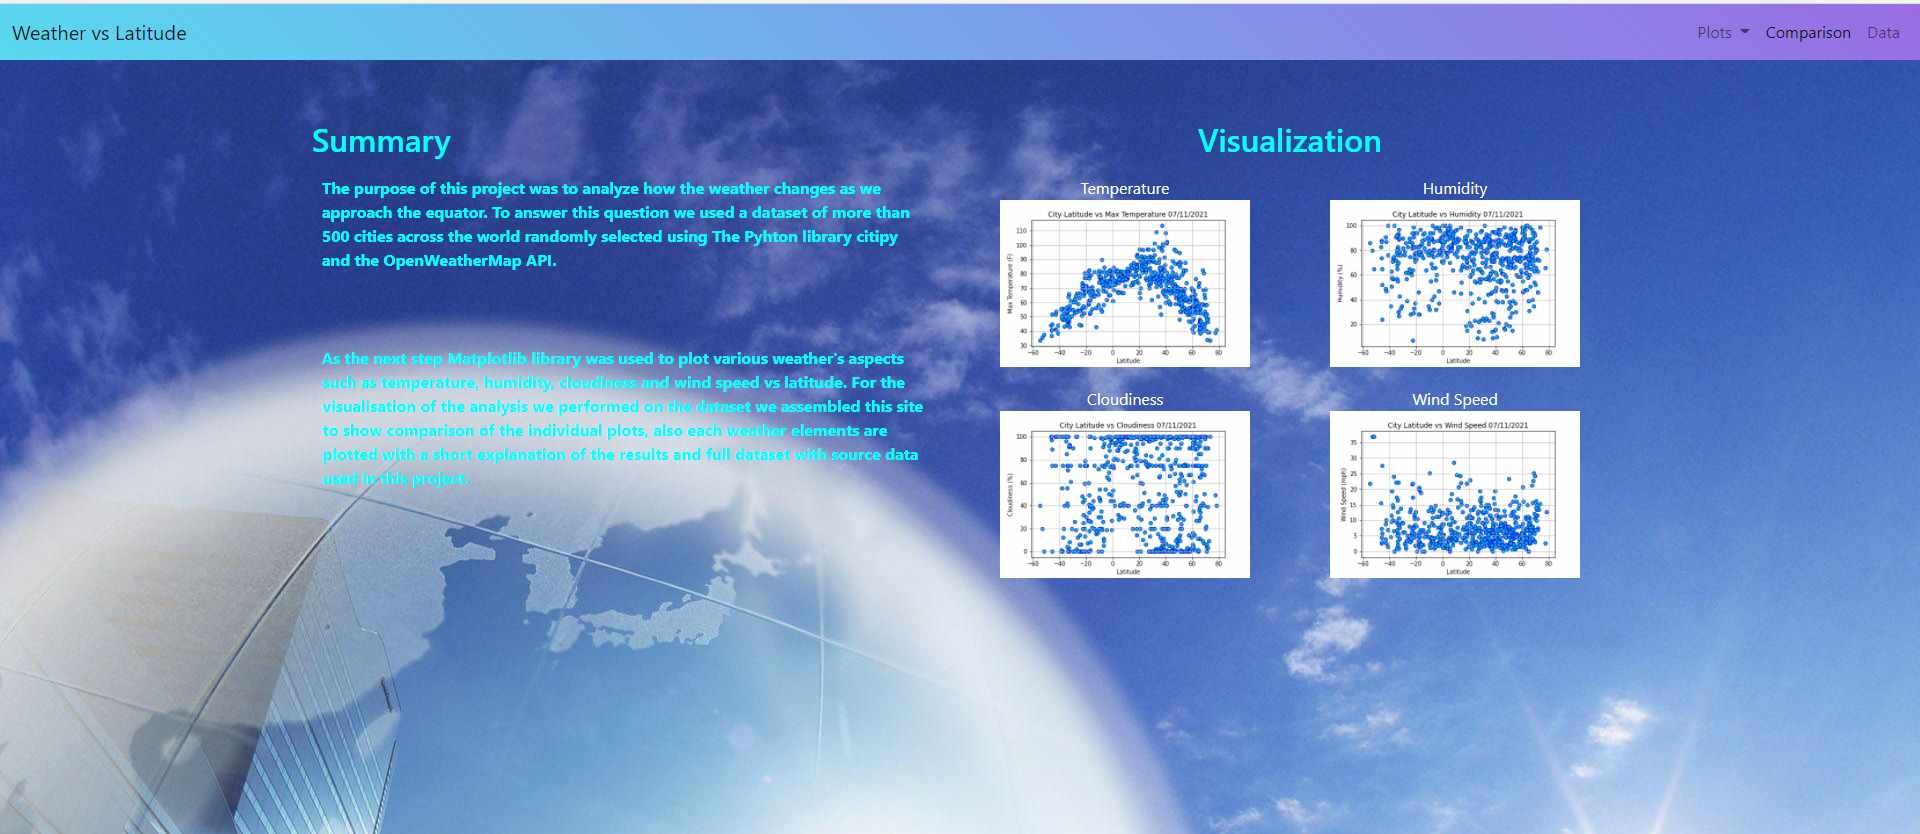 Weather vs Latitude
Plots
Comparison
Data
Summary
The purpose of this project was to analyze how the weather changes as we
approach the equator. To answer this question we used a dataset of more than
500 cities across the world randomly selected using The Pyhton library citipy
and the OpenWeatherMap API.
As the next step Matplotlib library was used to plot various weather's aspects
such as temperature, humidity, cloudiness and wind speed vs latitude. For the
visualisation of the analysis we performed on the dataset we assembled this site
to show comparison of the individual plots, also each weather elements are
plotted with a short explanation of the results and full dataset with source data
used in this project.
Visualization
Temperature
City Latitude vs Max Temperature 07/11/2021
Max Temperature (F)
110
100
90
80
70
60
50
40
30
−60 −40 −20 0 20 40 60 80
Latitude
Humidity
City Latitude vs Humidity 07/11/2021
Humidity (%)
100
80
60
40
20
−60 −40 −20 0 20 40 60 80
Latitude
Cloudiness
City Latitude vs Cloudiness 07/11/2021
Cloudiness (%)
100
80
60
40
20
0
−60 −40 −20 0 20 40 60 80
Latitude
Wind Speed
City Latitude vs Wind Speed 07/11/2021
Wind Speed (mph)
35
30
25
20
15
10
5
0
−60 −40 −20 0 20 40 60 80
Latitude